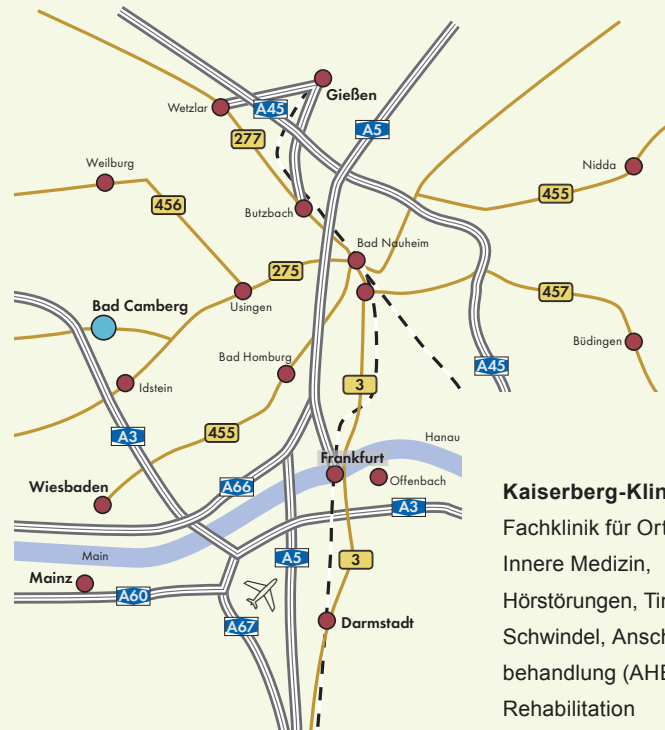 Gießen
Wetzlar
A45
277
A5
Weilburg
Nidda
456
455
Butzbach
Bad Nauheim
275
Bad Camberg
Usingen
457
Büdingen
Bad Homburg
A45
Idstein
3
A3
455
Hanau
Frankfurt
A66
Offenbach
Wiesbaden
A3
Main
A5
3
Mainz
A60
A67
Darmstadt
Kaiserberg-Klin
Fachklinik für Ort
Innere Medizin,
Hörstörungen, Tin
Schwindel, Ansch
behandlung (AHB
Rehabilitation